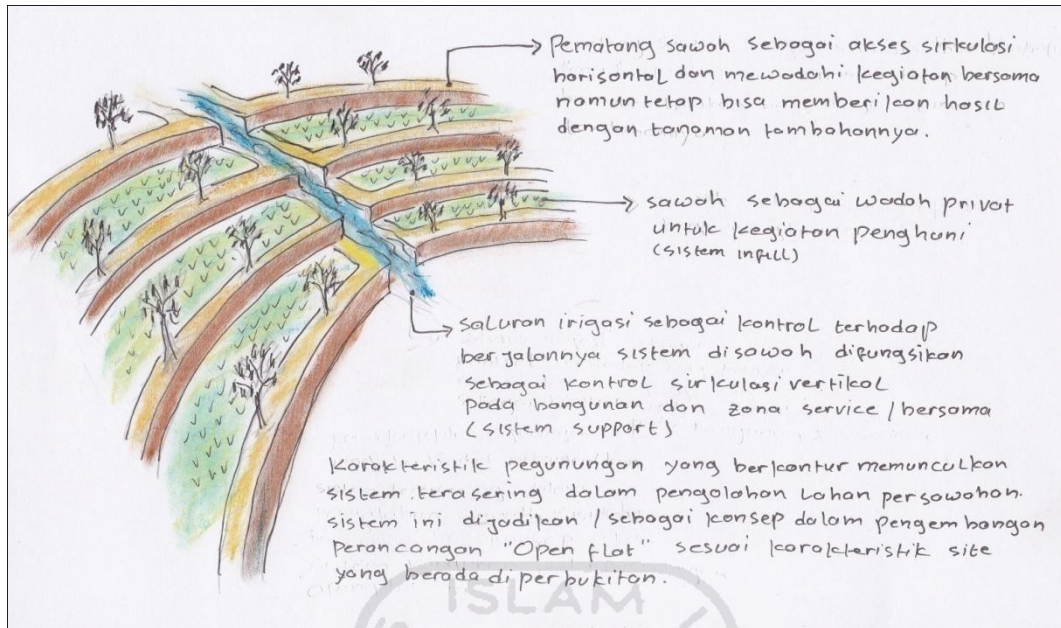 Pematang sawah sebagai akses sirkulasi
horisontal dan mewadahi kegiatan bersama
namun tetap bisa memberikan hasil
dengan tanaman tambahannya.
sawah sebagai wadah privat
untuk kegiatan penghuni
(sistem infill)
saluran irigasi sebagai kontrol terhadap
berjalannya sistem disawah difungsikan
sebagai kontrol sirkulasi vertikal
pada bangunan dan zona service / bersama
(sistem support)
Karakteristik pegunungan yang berkontur memunculkan
sistem terasering dalam pengolahan lahan persawahan.
sistem ini dijadikan / sebagai konsep dalam pengembangan
perancangan "Open flat" sesuai karakteristik site
yang berada diperbukitan.
ISLAM